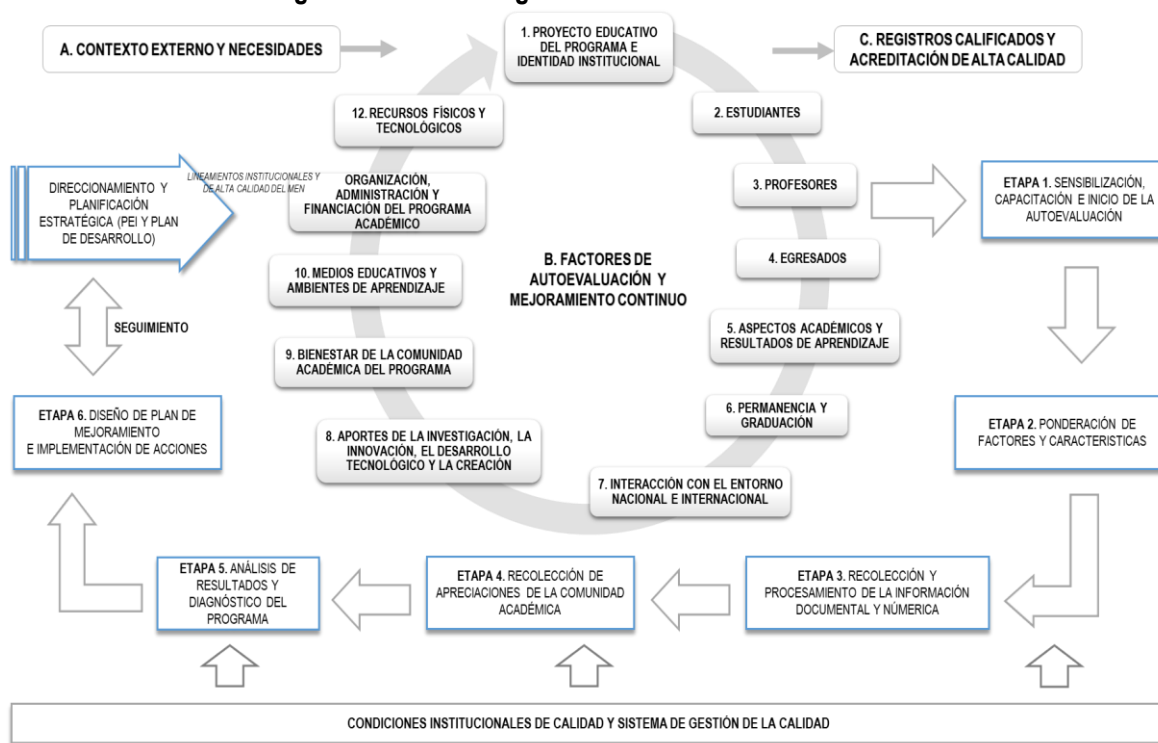 A. CONTEXTO EXTERNO Y NECESIDADES
1. PROYECTO EDUCATIVO
DEL PROGRAMA E
IDENTIDAD INSTITUCIONAL
C. REGISTROS CALIFICADOS Y
ACREDITACIÓN DE ALTA CALIDAD
2. ESTUDIANTES
3. PROFESORES
4. EGRESADOS
5. ASPECTOS ACADÉMICOS Y
RESULTADOS DE APRENDIZAJE
6. PERMANENCIA Y
GRADUACIÓN
7. INTERACCIÓN CON EL ENTORNO
NACIONAL E INTERNACIONAL
8. APORTES DE LA INVESTIGACIÓN, LA
INNOVACIÓN, EL DESARROLLO
TECNOLÓGICO Y LA CREACIÓN
9. BIENESTAR DE LA COMUNIDAD
ACADÉMICA DEL PROGRAMA
10. MEDIOS EDUCATIVOS Y
AMBIENTES DE APRENDIZAJE
ORGANIZACIÓN,
ADMINISTRACIÓN Y
FINANCIACIÓN DEL PROGRAMA
ACADÉMICO
12. RECURSOS FÍSICOS Y
TECNOLÓGICOS
B. FACTORES DE
AUTOEVALUACIÓN Y
MEJORAMIENTO CONTINUO
LINEAMIENTOS INSTITUCIONALES Y
DE ALTA CALIDAD DEL MEN
DIRECCIONAMIENTO Y
PLANIFICACIÓN
ESTRATÉGICA (PEI Y PLAN
DE DESARROLLO)
SEGUIMIENTO
ETAPA 1. SENSIBILIZACIÓN,
CAPACITACIÓN E INICIO DE LA
AUTOEVALUACIÓN
ETAPA 2. PONDERACIÓN DE
FACTORES Y CARACTERISTICAS
ETAPA 3. RECOLECCIÓN Y
PROCESAMIENTO DE LA INFORMACIÓN
DOCUMENTAL Y NÚMERICA
ETAPA 4. RECOLECCIÓN DE
APRECIACIONES DE LA COMUNIDAD
ACADÉMICA
ETAPA 5. ANÁLISIS DE
RESULTADOS Y
DIAGNÓSTICO DEL
PROGRAMA
ETAPA 6. DISEÑO DE PLAN DE
MEJORAMIENTO
E IMPLEMENTACIÓN DE ACCIONES
CONDICIONES INSTITUCIONALES DE CALIDAD Y SISTEMA DE GESTIÓN DE LA CALIDAD